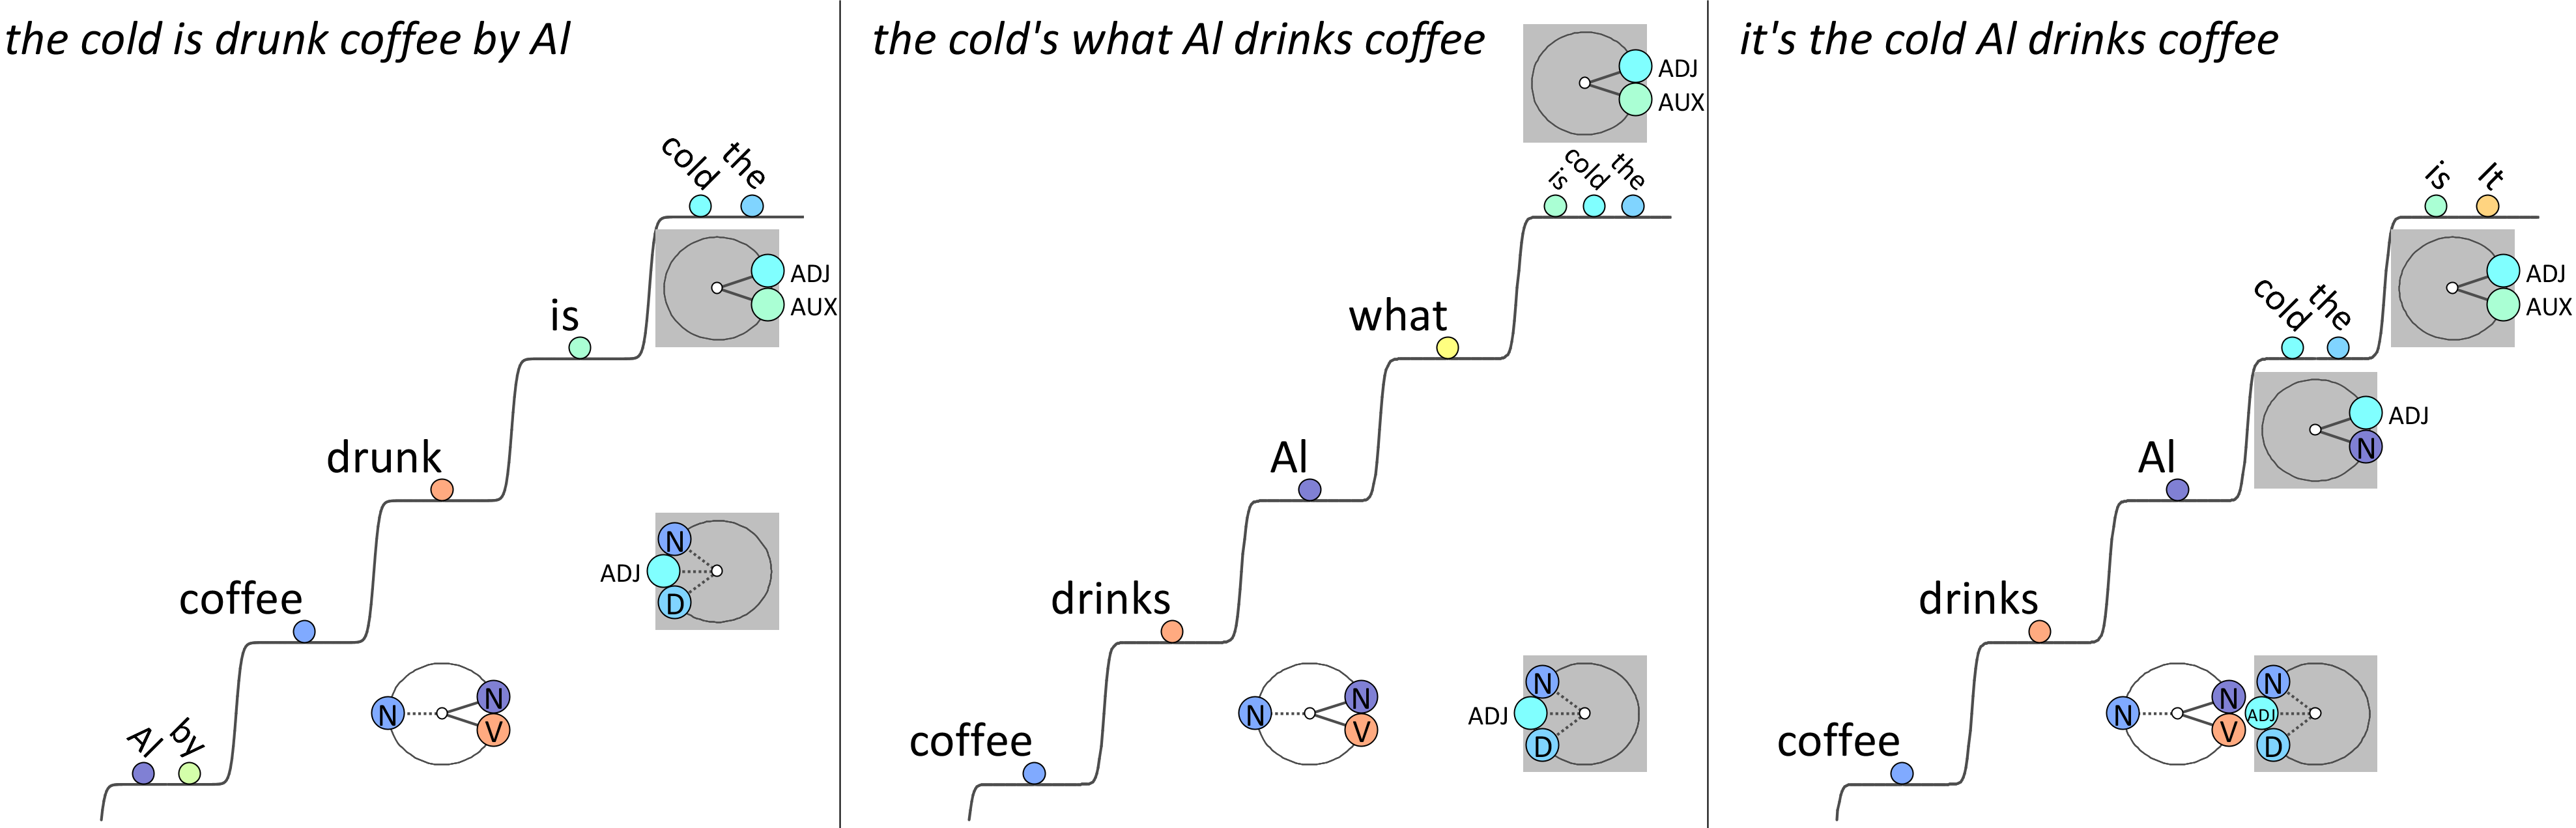 the cold is drunk coffee by Al
cold the
ADJ
AUX
is
drunk
N
ADJ
D
coffee
N
N
V
Al by
the cold's what Al drinks coffee
ADJ
AUX
is cold the
what
Al
drinks
N
N
V
N
ADJ
D
coffee
it's the cold Al drinks coffee
is It
ADJ
AUX
cold the
ADJ
N
Al
drinks
N
N
V
N
ADJ
D
coffee